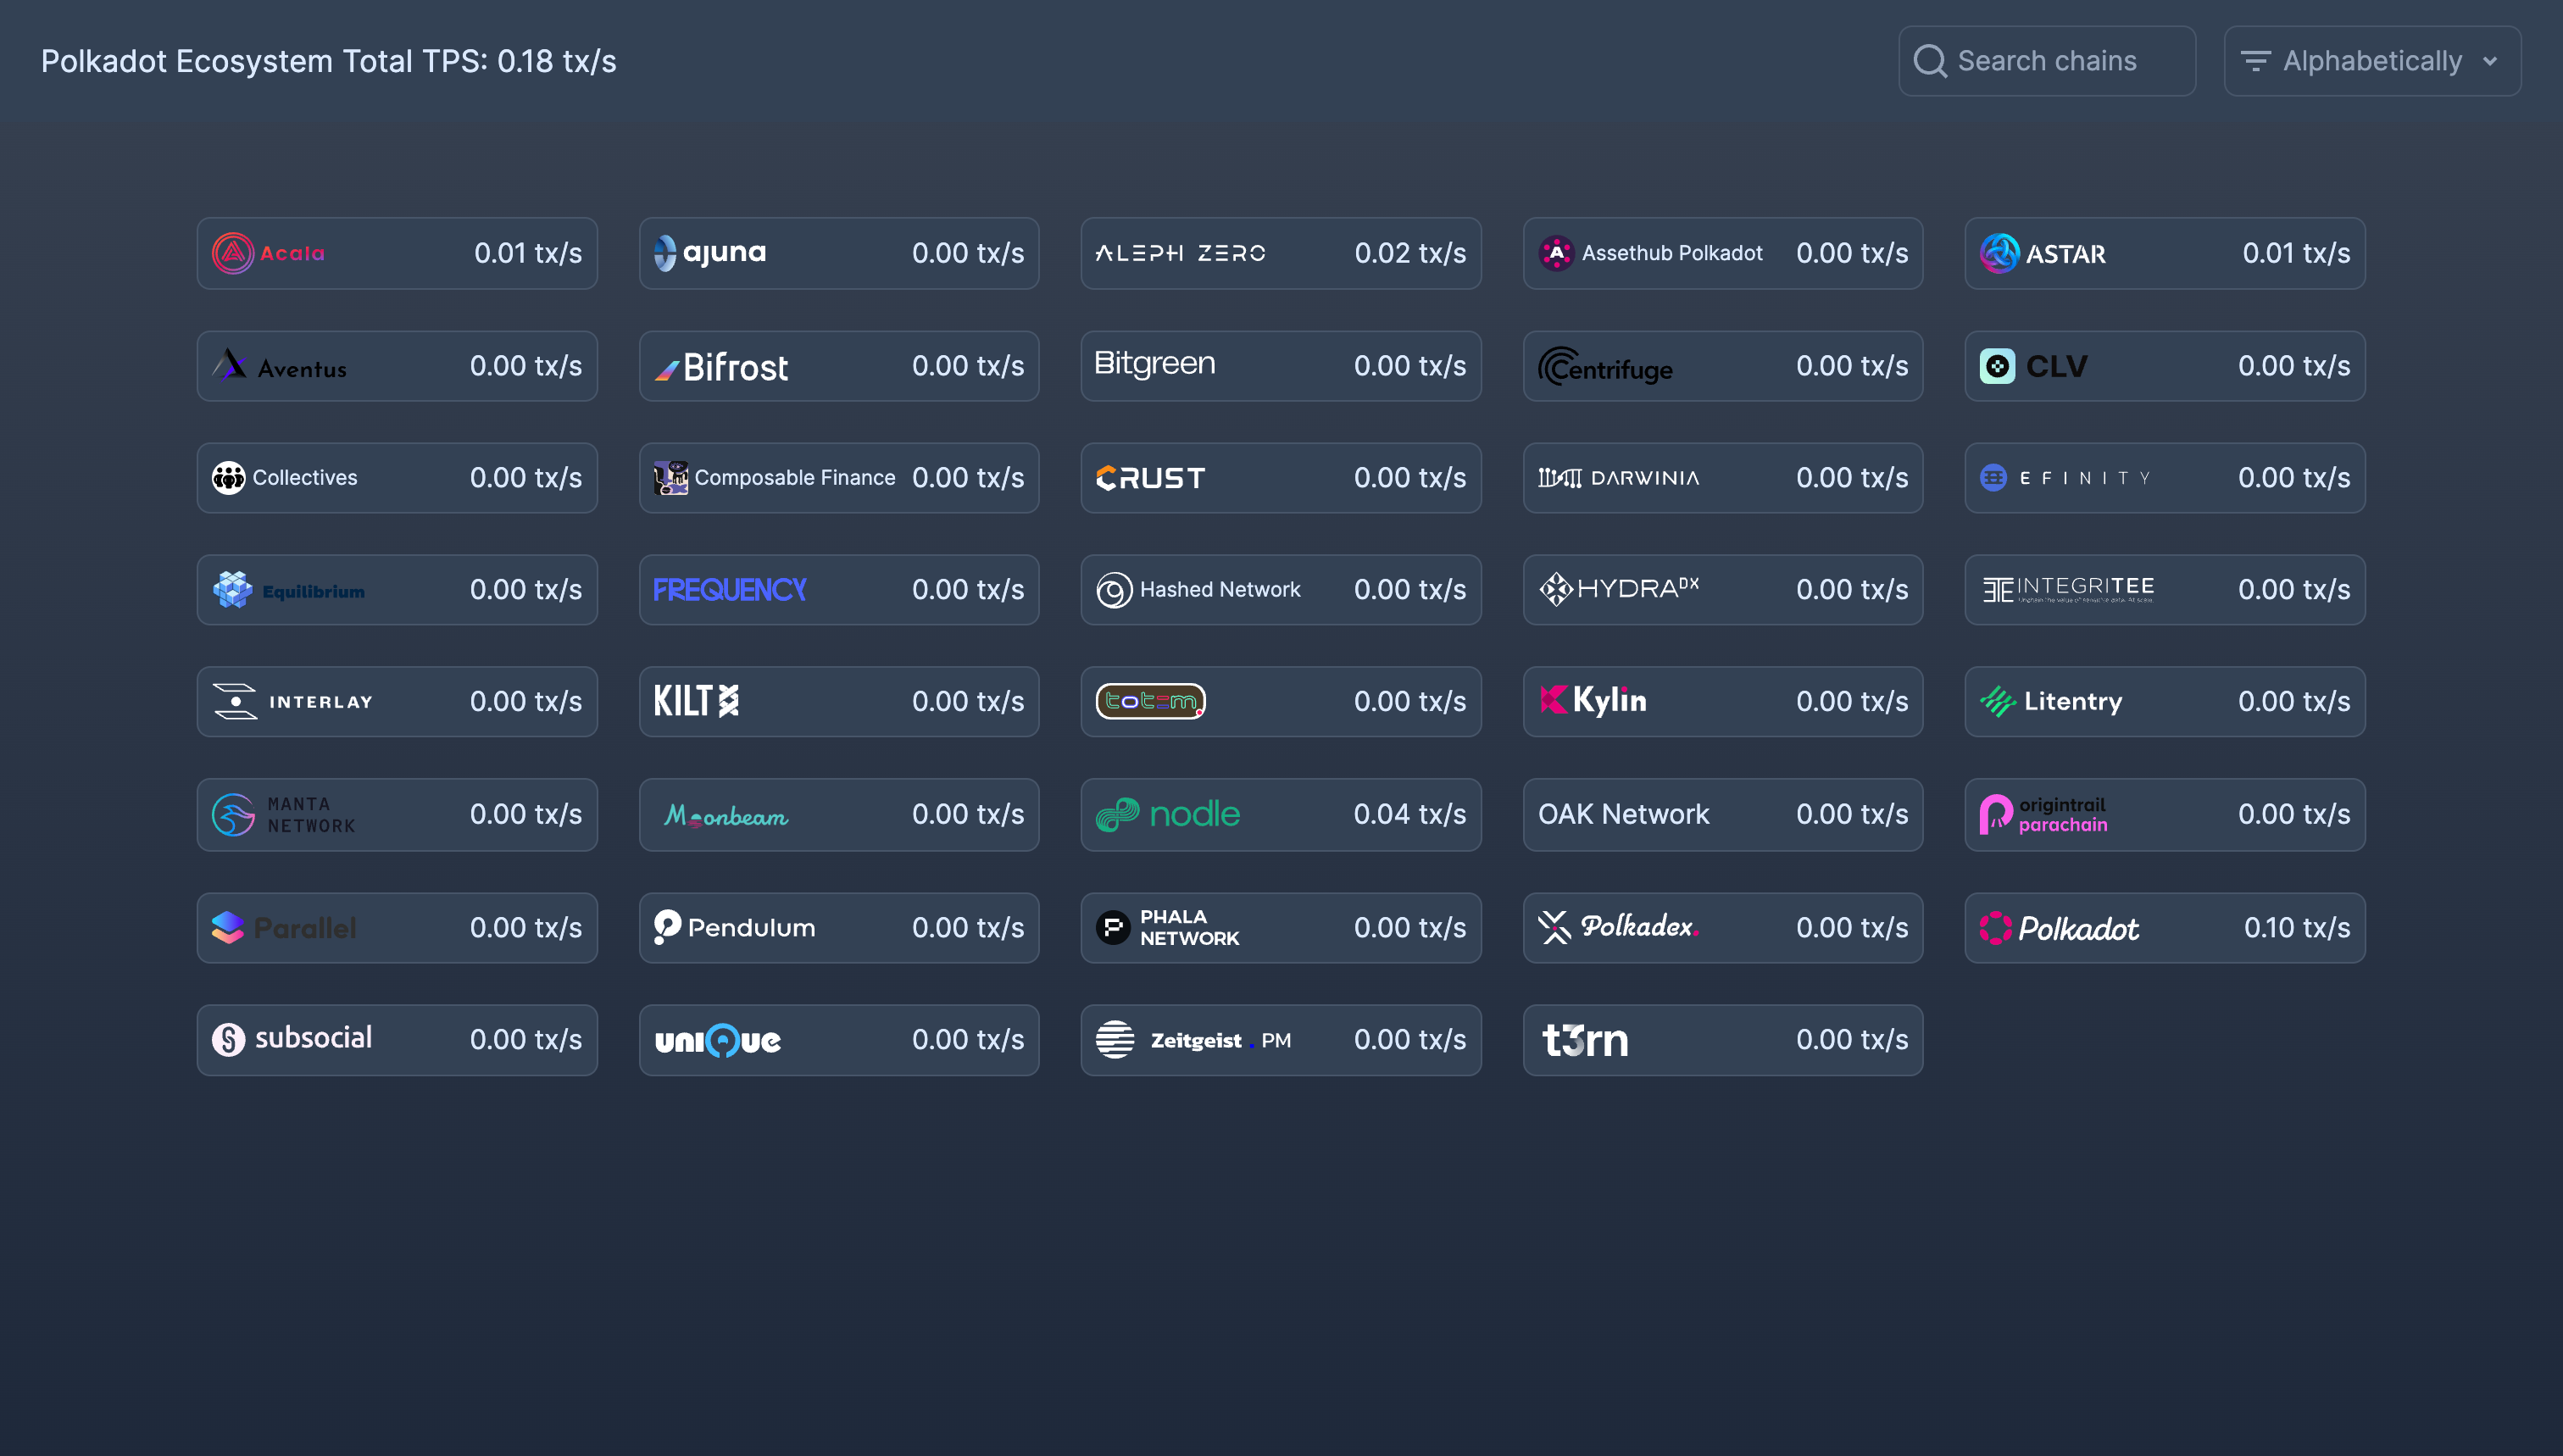 Polkadot Ecosystem Total TPS: 0.18 tx/s
Search chains
Alphabetically
Acala 0.01 tx/s
ajuna 0.00 tx/s
ALEPH ZERO 0.02 tx/s
Assethub Polkadot 0.00 tx/s
ASTAR 0.01 tx/s
Aventus 0.00 tx/s
Bifrost 0.00 tx/s
Bitgreen 0.00 tx/s
Centrifuge 0.00 tx/s
CLV 0.00 tx/s
Collectives 0.00 tx/s
Composable Finance 0.00 tx/s
CRUST 0.00 tx/s
DARWINIA 0.00 tx/s
EFINITY 0.00 tx/s
Equilibrium 0.00 tx/s
FREQUENCY 0.00 tx/s
Hashed Network 0.00 tx/s
HYDRADX 0.00 tx/s
INTEGRITEE 0.00 tx/s
INTERLAY 0.00 tx/s
KILT 0.00 tx/s
totem 0.00 tx/s
Kylin 0.00 tx/s
Litentry 0.00 tx/s
MANTA
NETWORK 0.00 tx/s
Moonbeam 0.00 tx/s
nodle 0.04 tx/s
OAK Network 0.00 tx/s
origintrail
parachain 0.00 tx/s
Parallel 0.00 tx/s
Pendulum 0.00 tx/s
PHALA
NETWORK 0.00 tx/s
Polkadex. 0.00 tx/s
Polkadot 0.10 tx/s
subsocial 0.00 tx/s
uniQue 0.00 tx/s
Zeitgeist . PM 0.00 tx/s
t3rn 0.00 tx/s